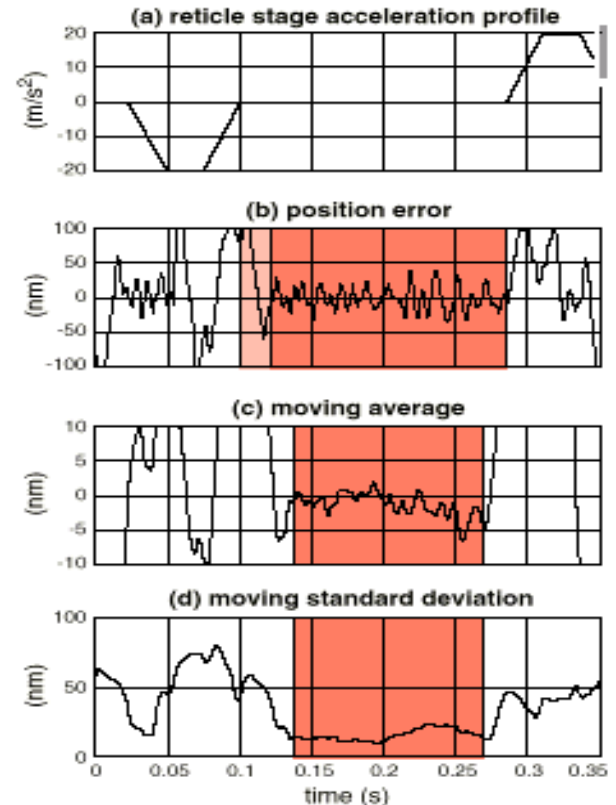 (a) reticle stage acceleration profile
20
10
0
-10
-20
(m/s²)
(b) position error
100
50
0
-50
-100
(nm)
(c) moving average
10
5
0
-5
-10
(nm)
(d) moving standard deviation
100
50
0
(nm)
0 0.05 0.1 0.15 0.2 0.25 0.3 0.35
time (s)